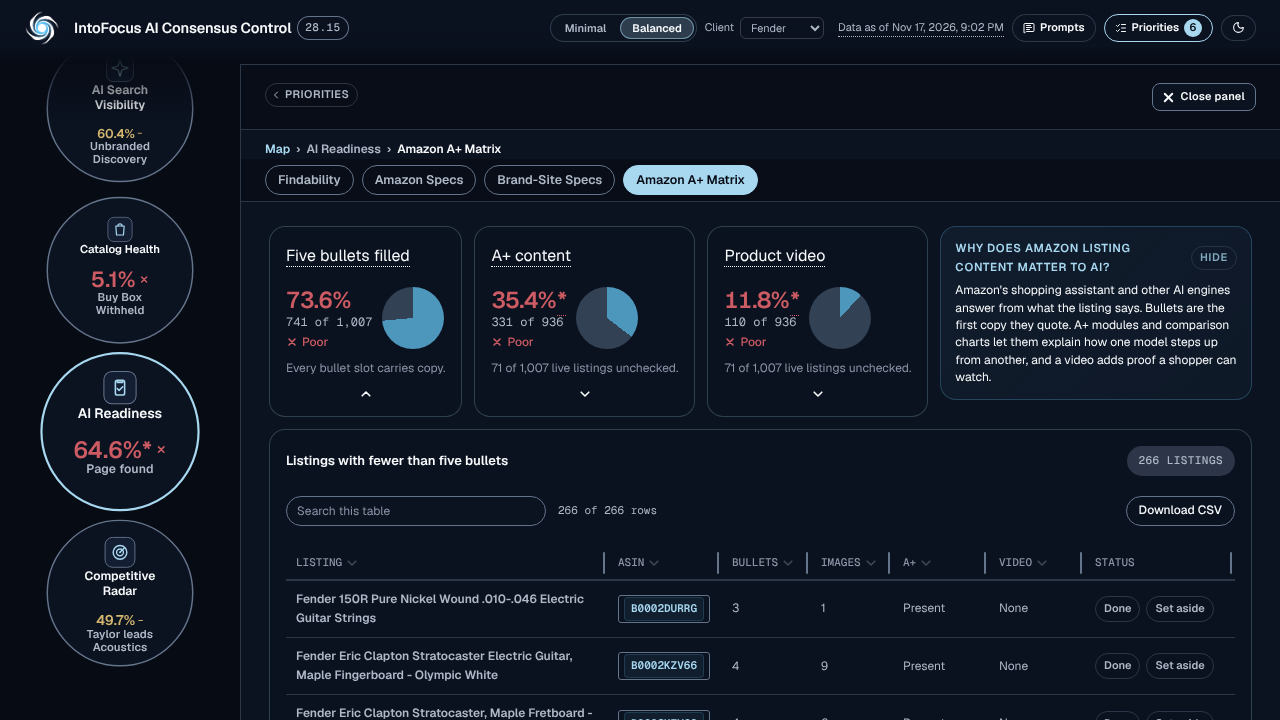 IntoFocus AI Consensus Control 28.15
Minimal Balanced Client Fender Data as of Nov 17, 2026, 9:02 PM Prompts Priorities 6
AI Search
Visibility
60.4% –
Unbranded
Discovery
Catalog Health
5.1% ×
Buy Box
Withheld
AI Readiness
64.6%* ×
Page found
Competitive
Radar
49.7% –
Taylor leads
Acoustics
‹ PRIORITIES
× Close panel
Map › AI Readiness › Amazon A+ Matrix
Findability Amazon Specs Brand-Site Specs Amazon A+ Matrix
Five bullets filled
73.6%
741 of 1,007
× Poor
Every bullet slot carries copy.
A+ content
35.4%*
331 of 936
× Poor
71 of 1,007 live listings unchecked.
Product video
11.8%*
110 of 936
× Poor
71 of 1,007 live listings unchecked.
WHY DOES AMAZON LISTING
CONTENT MATTER TO AI?
HIDE
Amazon's shopping assistant and other AI engines
answer from what the listing says. Bullets are the
first copy they quote. A+ modules and comparison
charts let them explain how one model steps up
from another, and a video adds proof a shopper can
watch.
Listings with fewer than five bullets
266 LISTINGS
Search this table
266 of 266 rows
Download CSV
LISTING ASIN BULLETS IMAGES A+ VIDEO STATUS
Fender 150R Pure Nickel Wound .010-.046 Electric
Guitar Strings
B0002DURRG 3 1 Present None Done Set aside
Fender Eric Clapton Stratocaster Electric Guitar,
Maple Fingerboard - Olympic White
B0002KZV66 4 9 Present None Done Set aside
Fender Eric Clapton Stratocaster, Maple Fretboard -